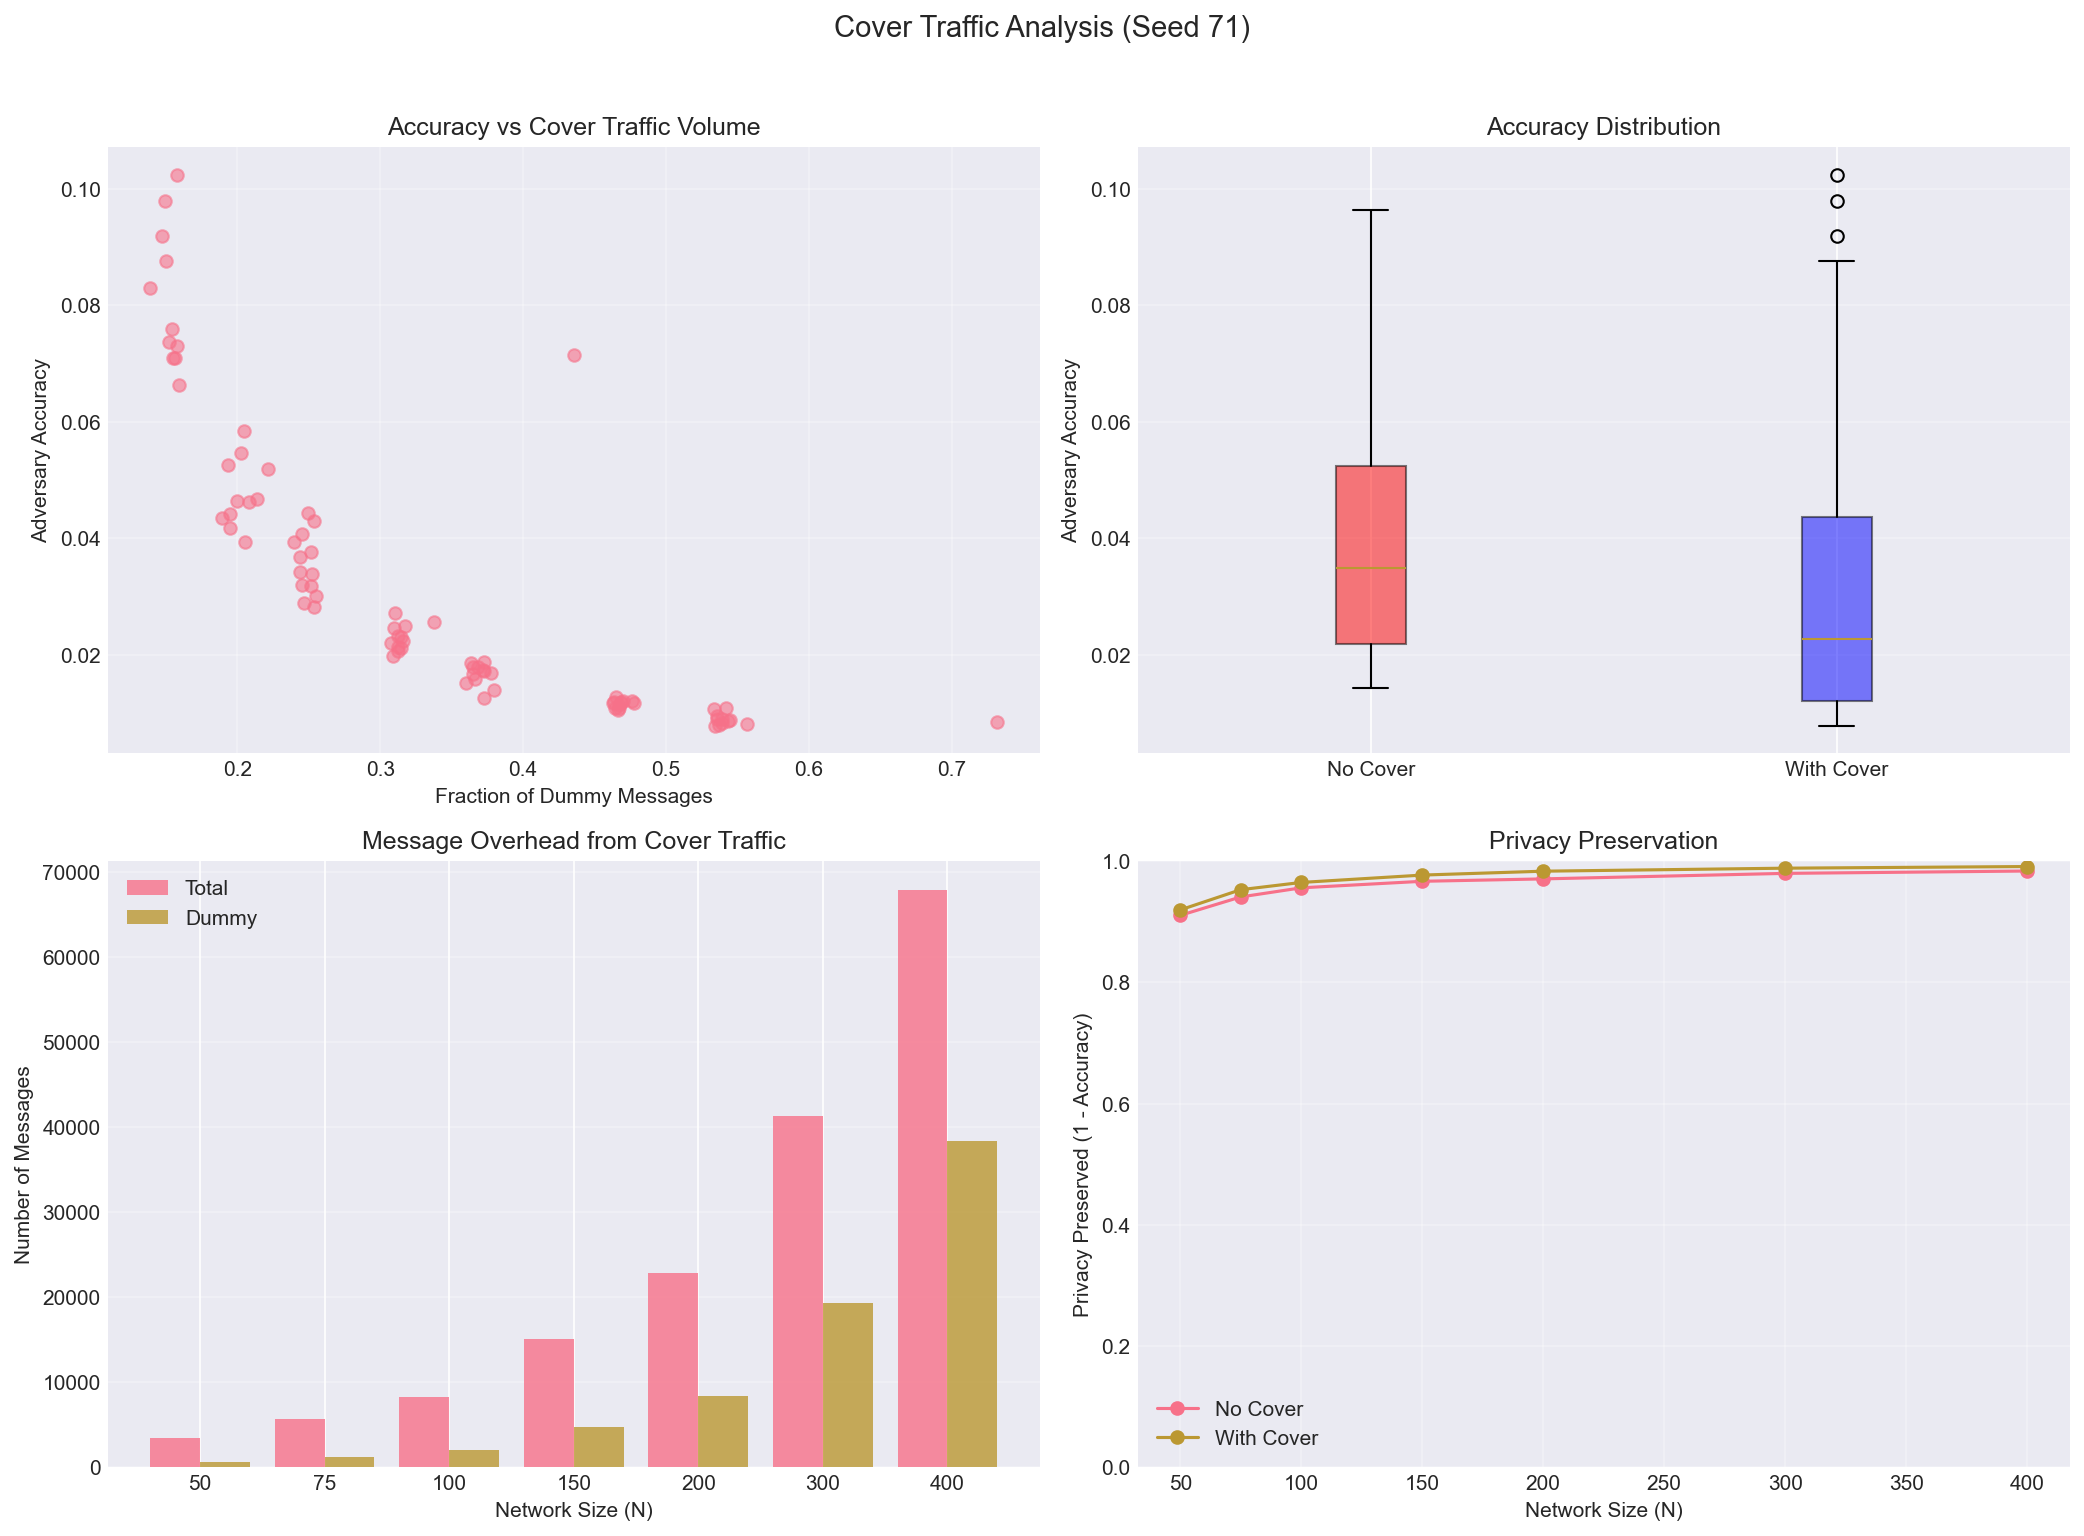 Cover Traffic Analysis (Seed 71)
Accuracy vs Cover Traffic Volume
Adversary Accuracy
0.10
0.08
0.06
0.04
0.02
0.2 0.3 0.4 0.5 0.6 0.7
Fraction of Dummy Messages
Accuracy Distribution
Adversary Accuracy
0.10
0.08
0.06
0.04
0.02
No Cover With Cover
Message Overhead from Cover Traffic
Number of Messages
70000
60000
50000
40000
30000
20000
10000
0
Total
Dummy
50 75 100 150 200 300 400
Network Size (N)
Privacy Preservation
Privacy Preserved (1 - Accuracy)
1.0
0.8
0.6
0.4
0.2
0.0
No Cover
With Cover
50 100 150 200 250 300 350 400
Network Size (N)